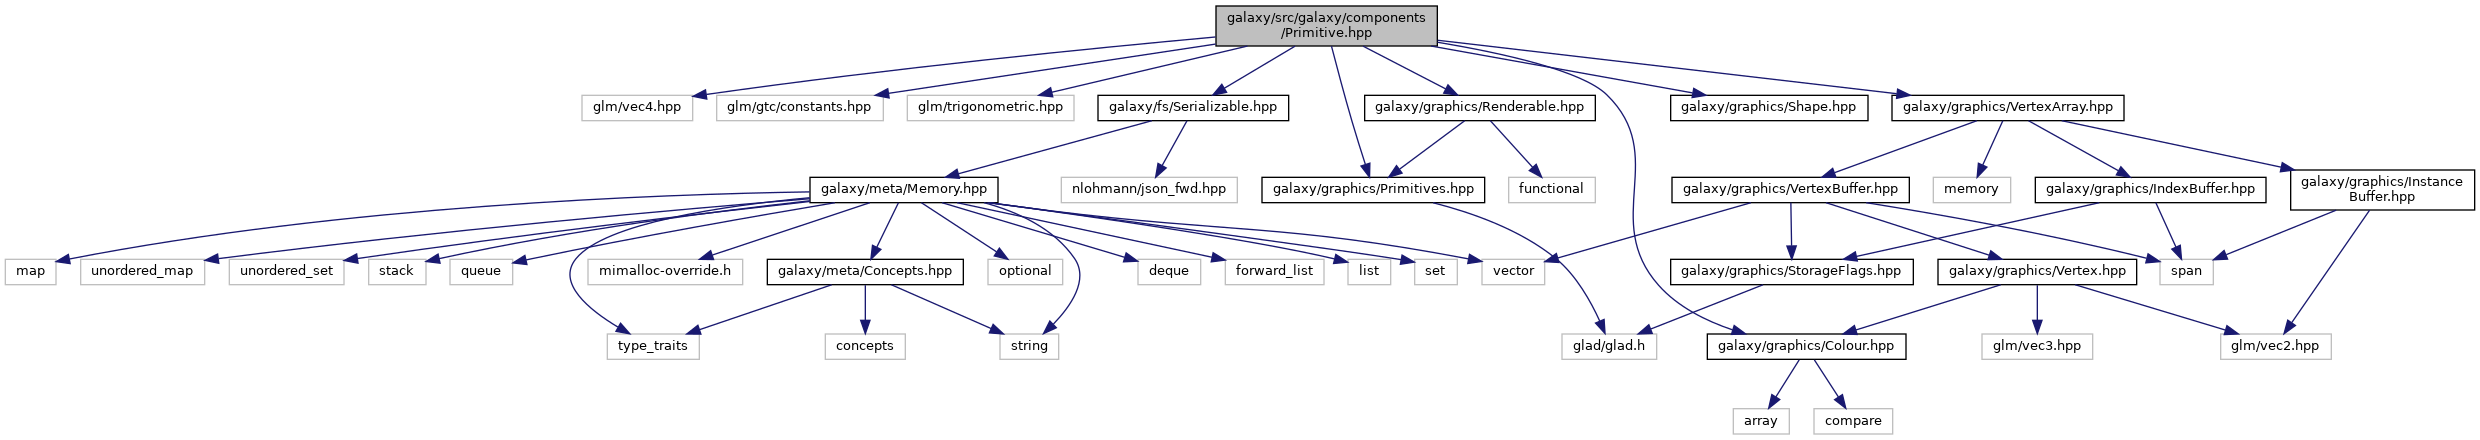 galaxy/src/galaxy/components
/Primitive.hpp
glm/vec4.hpp
glm/gtc/constants.hpp
glm/trigonometric.hpp
galaxy/fs/Serializable.hpp
galaxy/graphics/Renderable.hpp
galaxy/graphics/Shape.hpp
galaxy/graphics/VertexArray.hpp
galaxy/meta/Memory.hpp
nlohmann/json_fwd.hpp
galaxy/graphics/Primitives.hpp
functional
galaxy/graphics/VertexBuffer.hpp
memory
galaxy/graphics/IndexBuffer.hpp
galaxy/graphics/Instance
Buffer.hpp
map
unordered_map
unordered_set
stack
queue
mimalloc-override.h
galaxy/meta/Concepts.hpp
optional
deque
forward_list
list
set
vector
galaxy/graphics/StorageFlags.hpp
galaxy/graphics/Vertex.hpp
span
type_traits
concepts
string
glad/glad.h
galaxy/graphics/Colour.hpp
glm/vec3.hpp
glm/vec2.hpp
array
compare